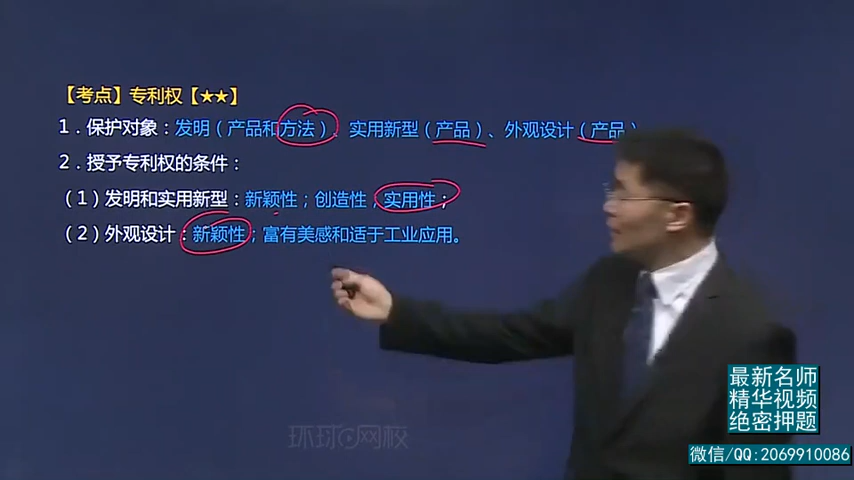 【考点】专利权【★★】
1．保护对象：发明（产品和方法）、实用新型（产品）、外观设计（产品）
2．授予专利权的条件：
（1）发明和实用新型：新颖性；创造性；实用性；
（2）外观设计：新颖性；富有美感和适于工业应用。
环球网校
最新名师
精华视频
绝密押题
微信/QQ:2069910086